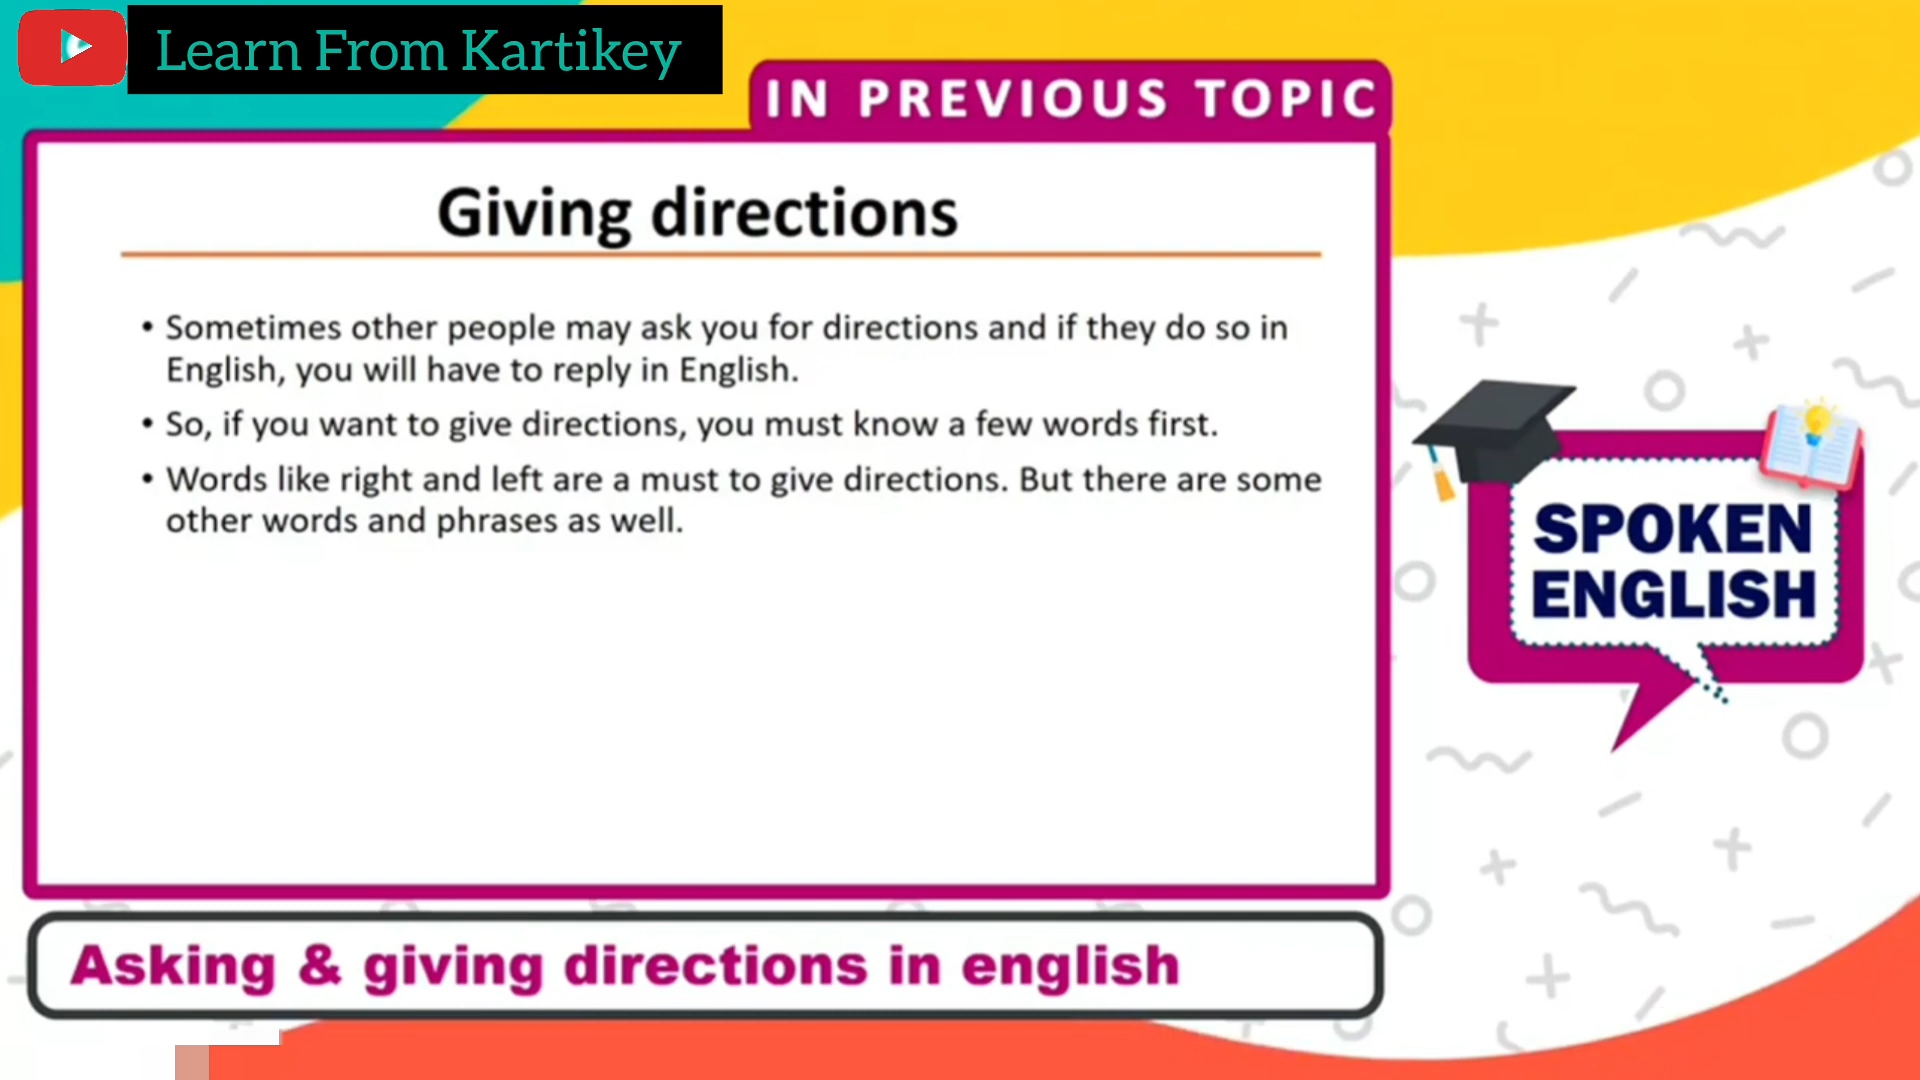 Learn From Kartikey
IN PREVIOUS TOPIC
Giving directions
• Sometimes other people may ask you for directions and if they do so in
English, you will have to reply in English.
• So, if you want to give directions, you must know a few words first.
• Words like right and left are a must to give directions. But there are some
other words and phrases as well.
SPOKEN
ENGLISH
Asking & giving directions in english